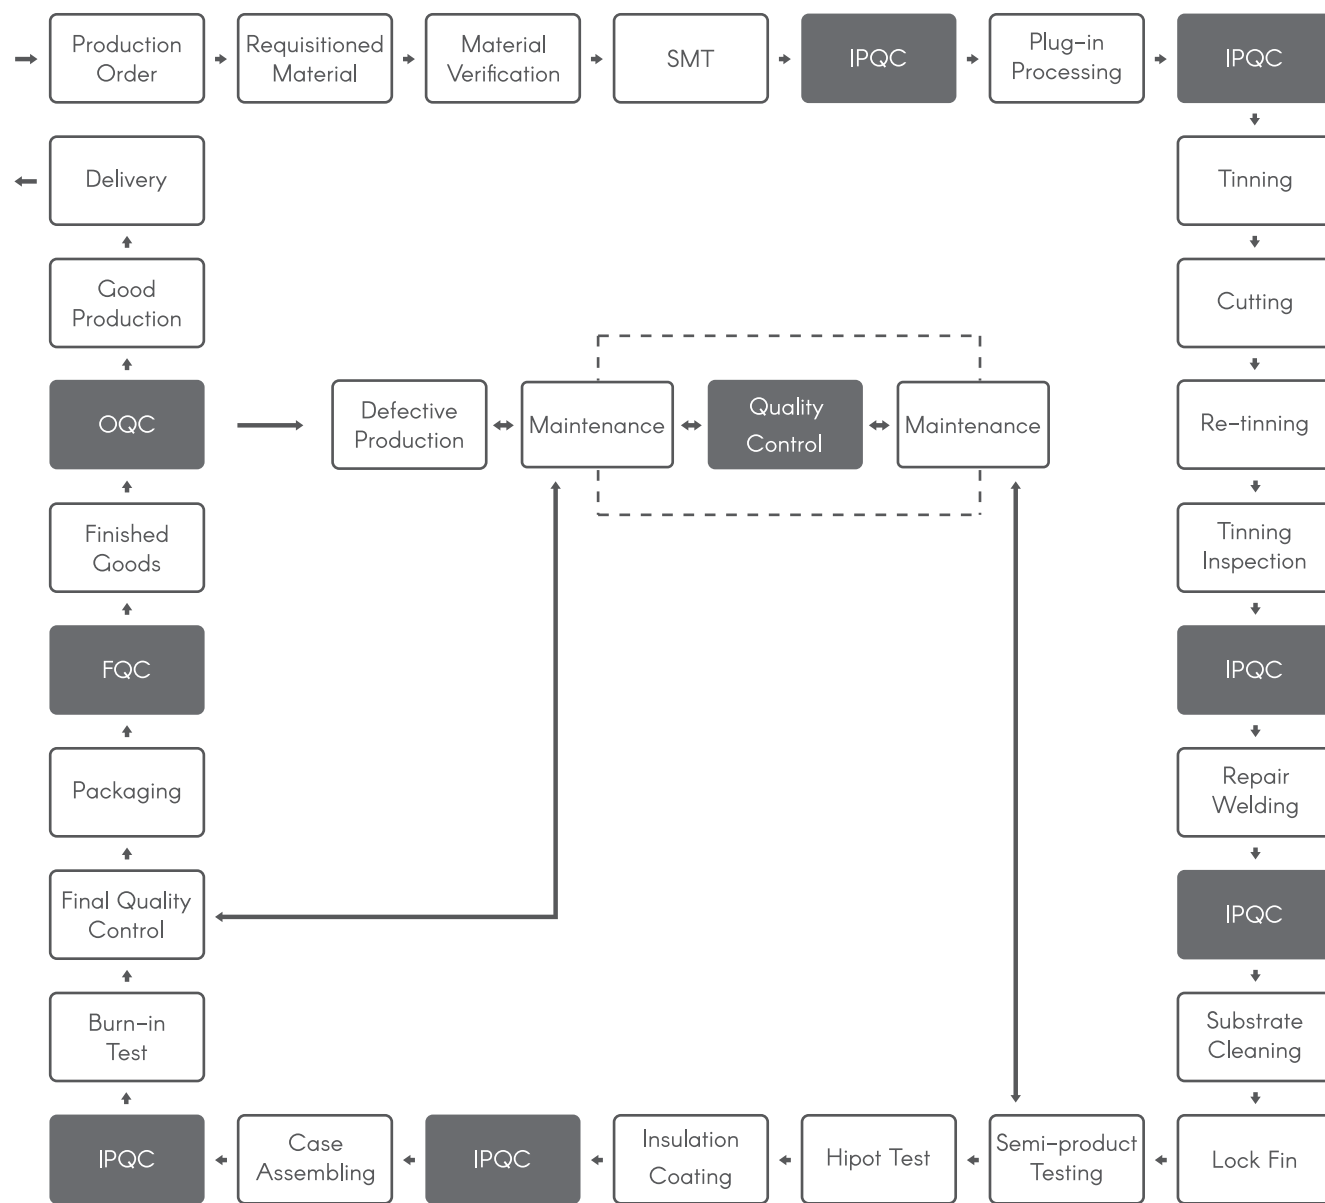 Production
Order
Requisitioned
Material
Material
Verification
SMT
IPQC
Plug-in
Processing
IPQC
Delivery
Tinning
Good
Production
Cutting
OQC
Defective
Production
Maintenance
Quality
Control
Maintenance
Re-tinning
Finished
Goods
Tinning
Inspection
FQC
IPQC
Packaging
Repair
Welding
Final Quality
Control
IPQC
Burn-in
Test
Substrate
Cleaning
IPQC
Case
Assembling
IPQC
Insulation
Coating
Hipot Test
Semi-product
Testing
Lock Fin